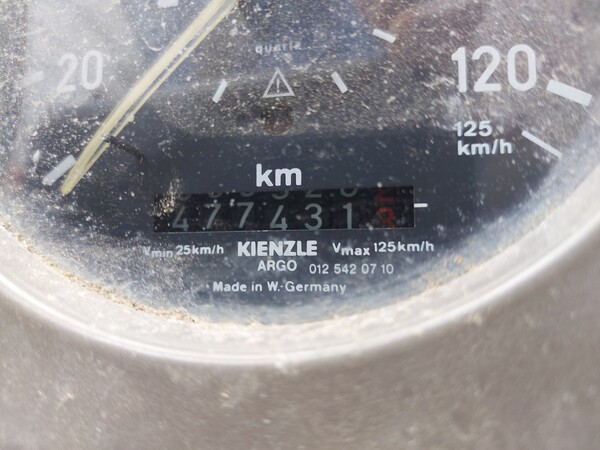 quartz
20
120
125
km/h
km
477431
Vmin 25km/h KIENZLE Vmax 125km/h
ARGO 012 542 07 10
Made in W.-Germany